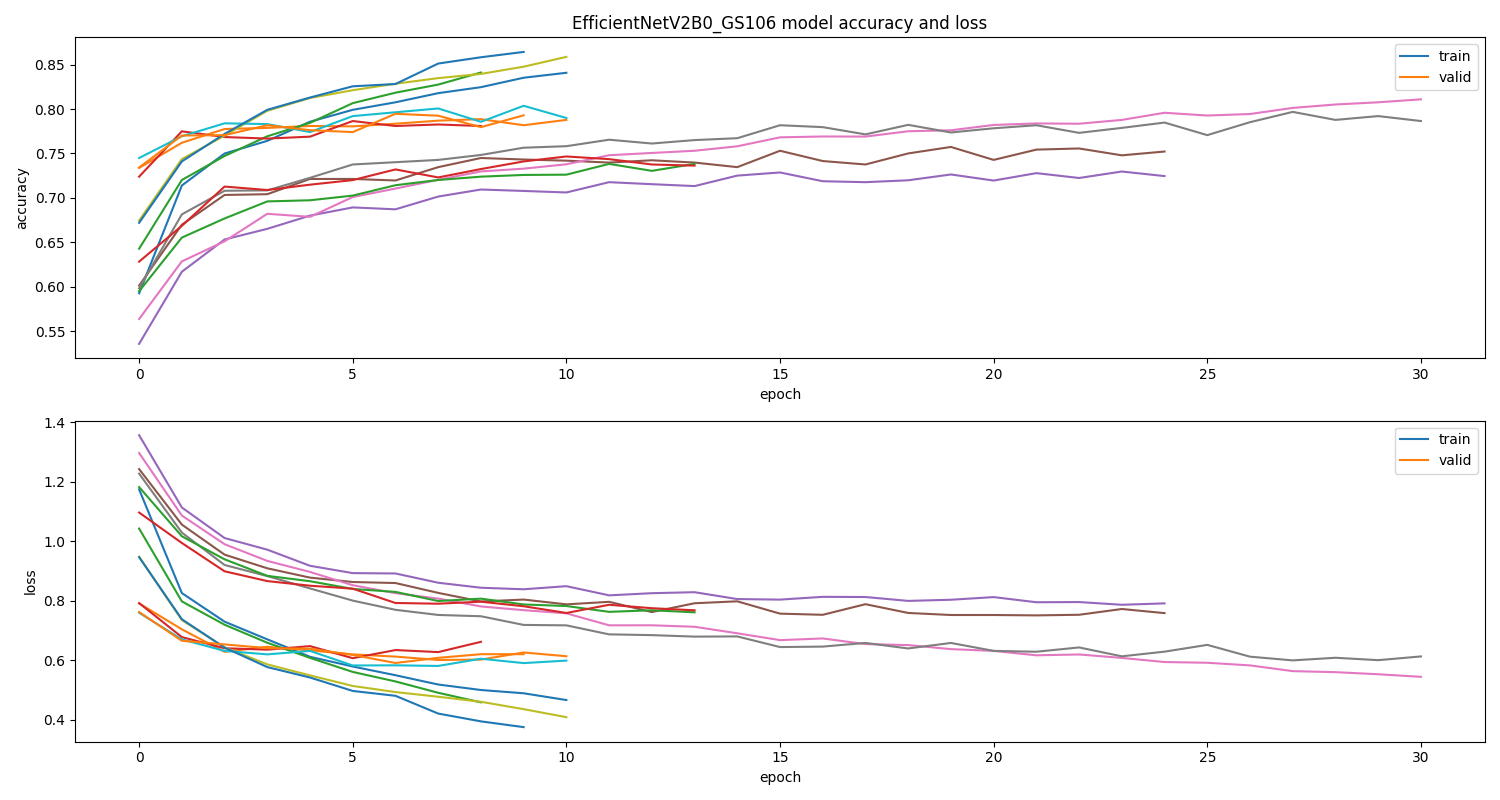 EfficientNetV2B0_GS106 model accuracy and loss
train
valid
0.85
0.80
0.75
0.70
0.65
0.60
0.55
accuracy
0 5 10 15 20 25 30
epoch
train
valid
1.4
1.2
1.0
0.8
0.6
0.4
loss
0 5 10 15 20 25 30
epoch